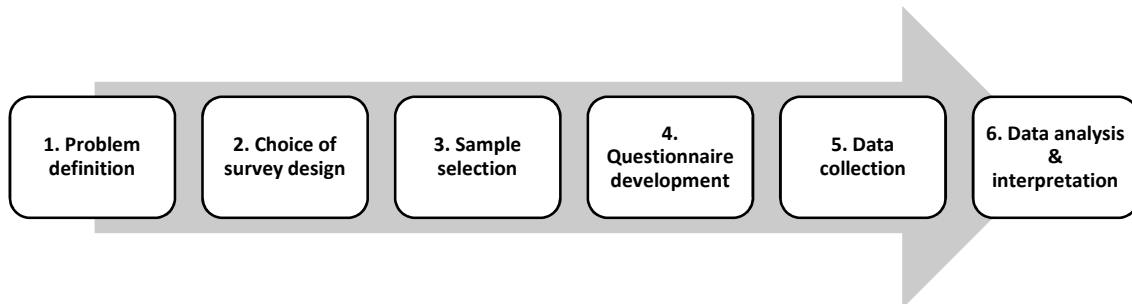 1. Problem
definition
2. Choice of
survey design
3. Sample
selection
4.
Questionnaire
development
5. Data
collection
6. Data analysis
&
interpretation